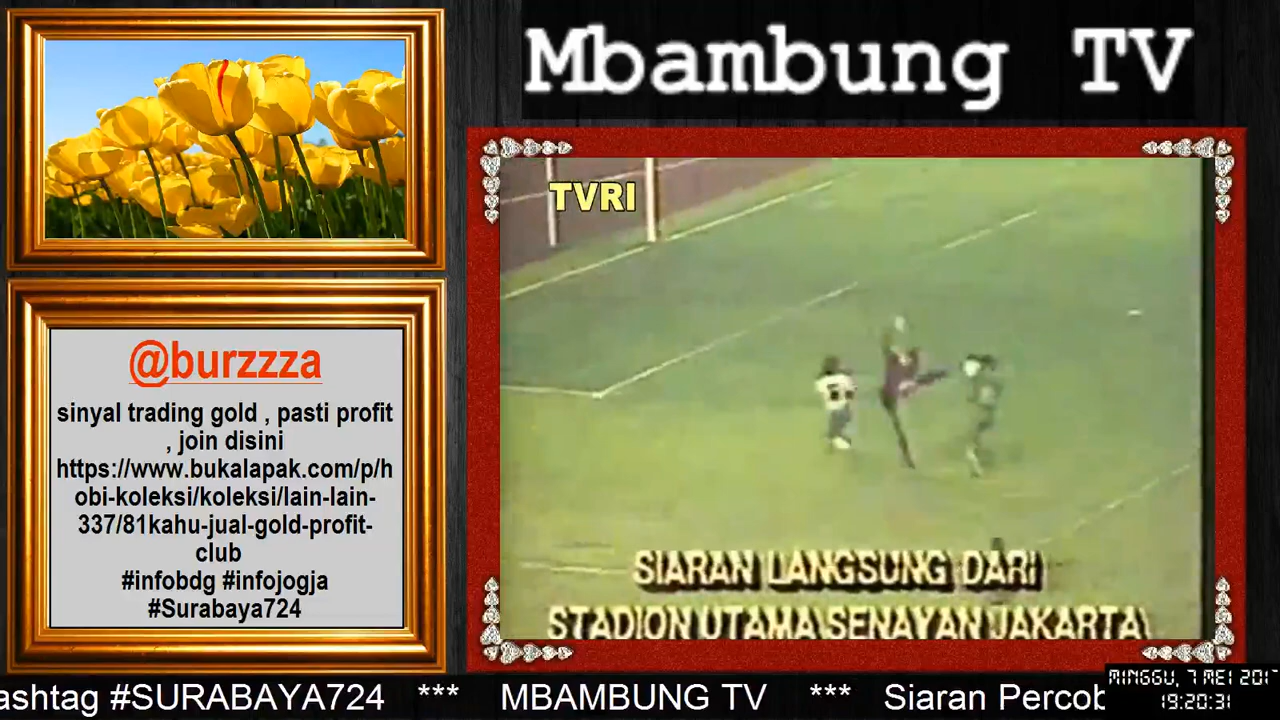 Mbambung TV
TVRI
SIARAN LANGSUNG DARI
STADION UTAMA SENAYAN JAKARTA
@burzzza
sinyal trading gold , pasti profit
, join disini
https://www.bukalapak.com/p/h
obi-koleksi/koleksi/lain-lain-
337/81kahu-jual-gold-profit-
club
#infobdg #infojogja
#Surabaya724
ashtag #SURABAYA724 *** MBAMBUNG TV *** Siaran Percob
MINGGU, 7 MEI 201
19:20:31